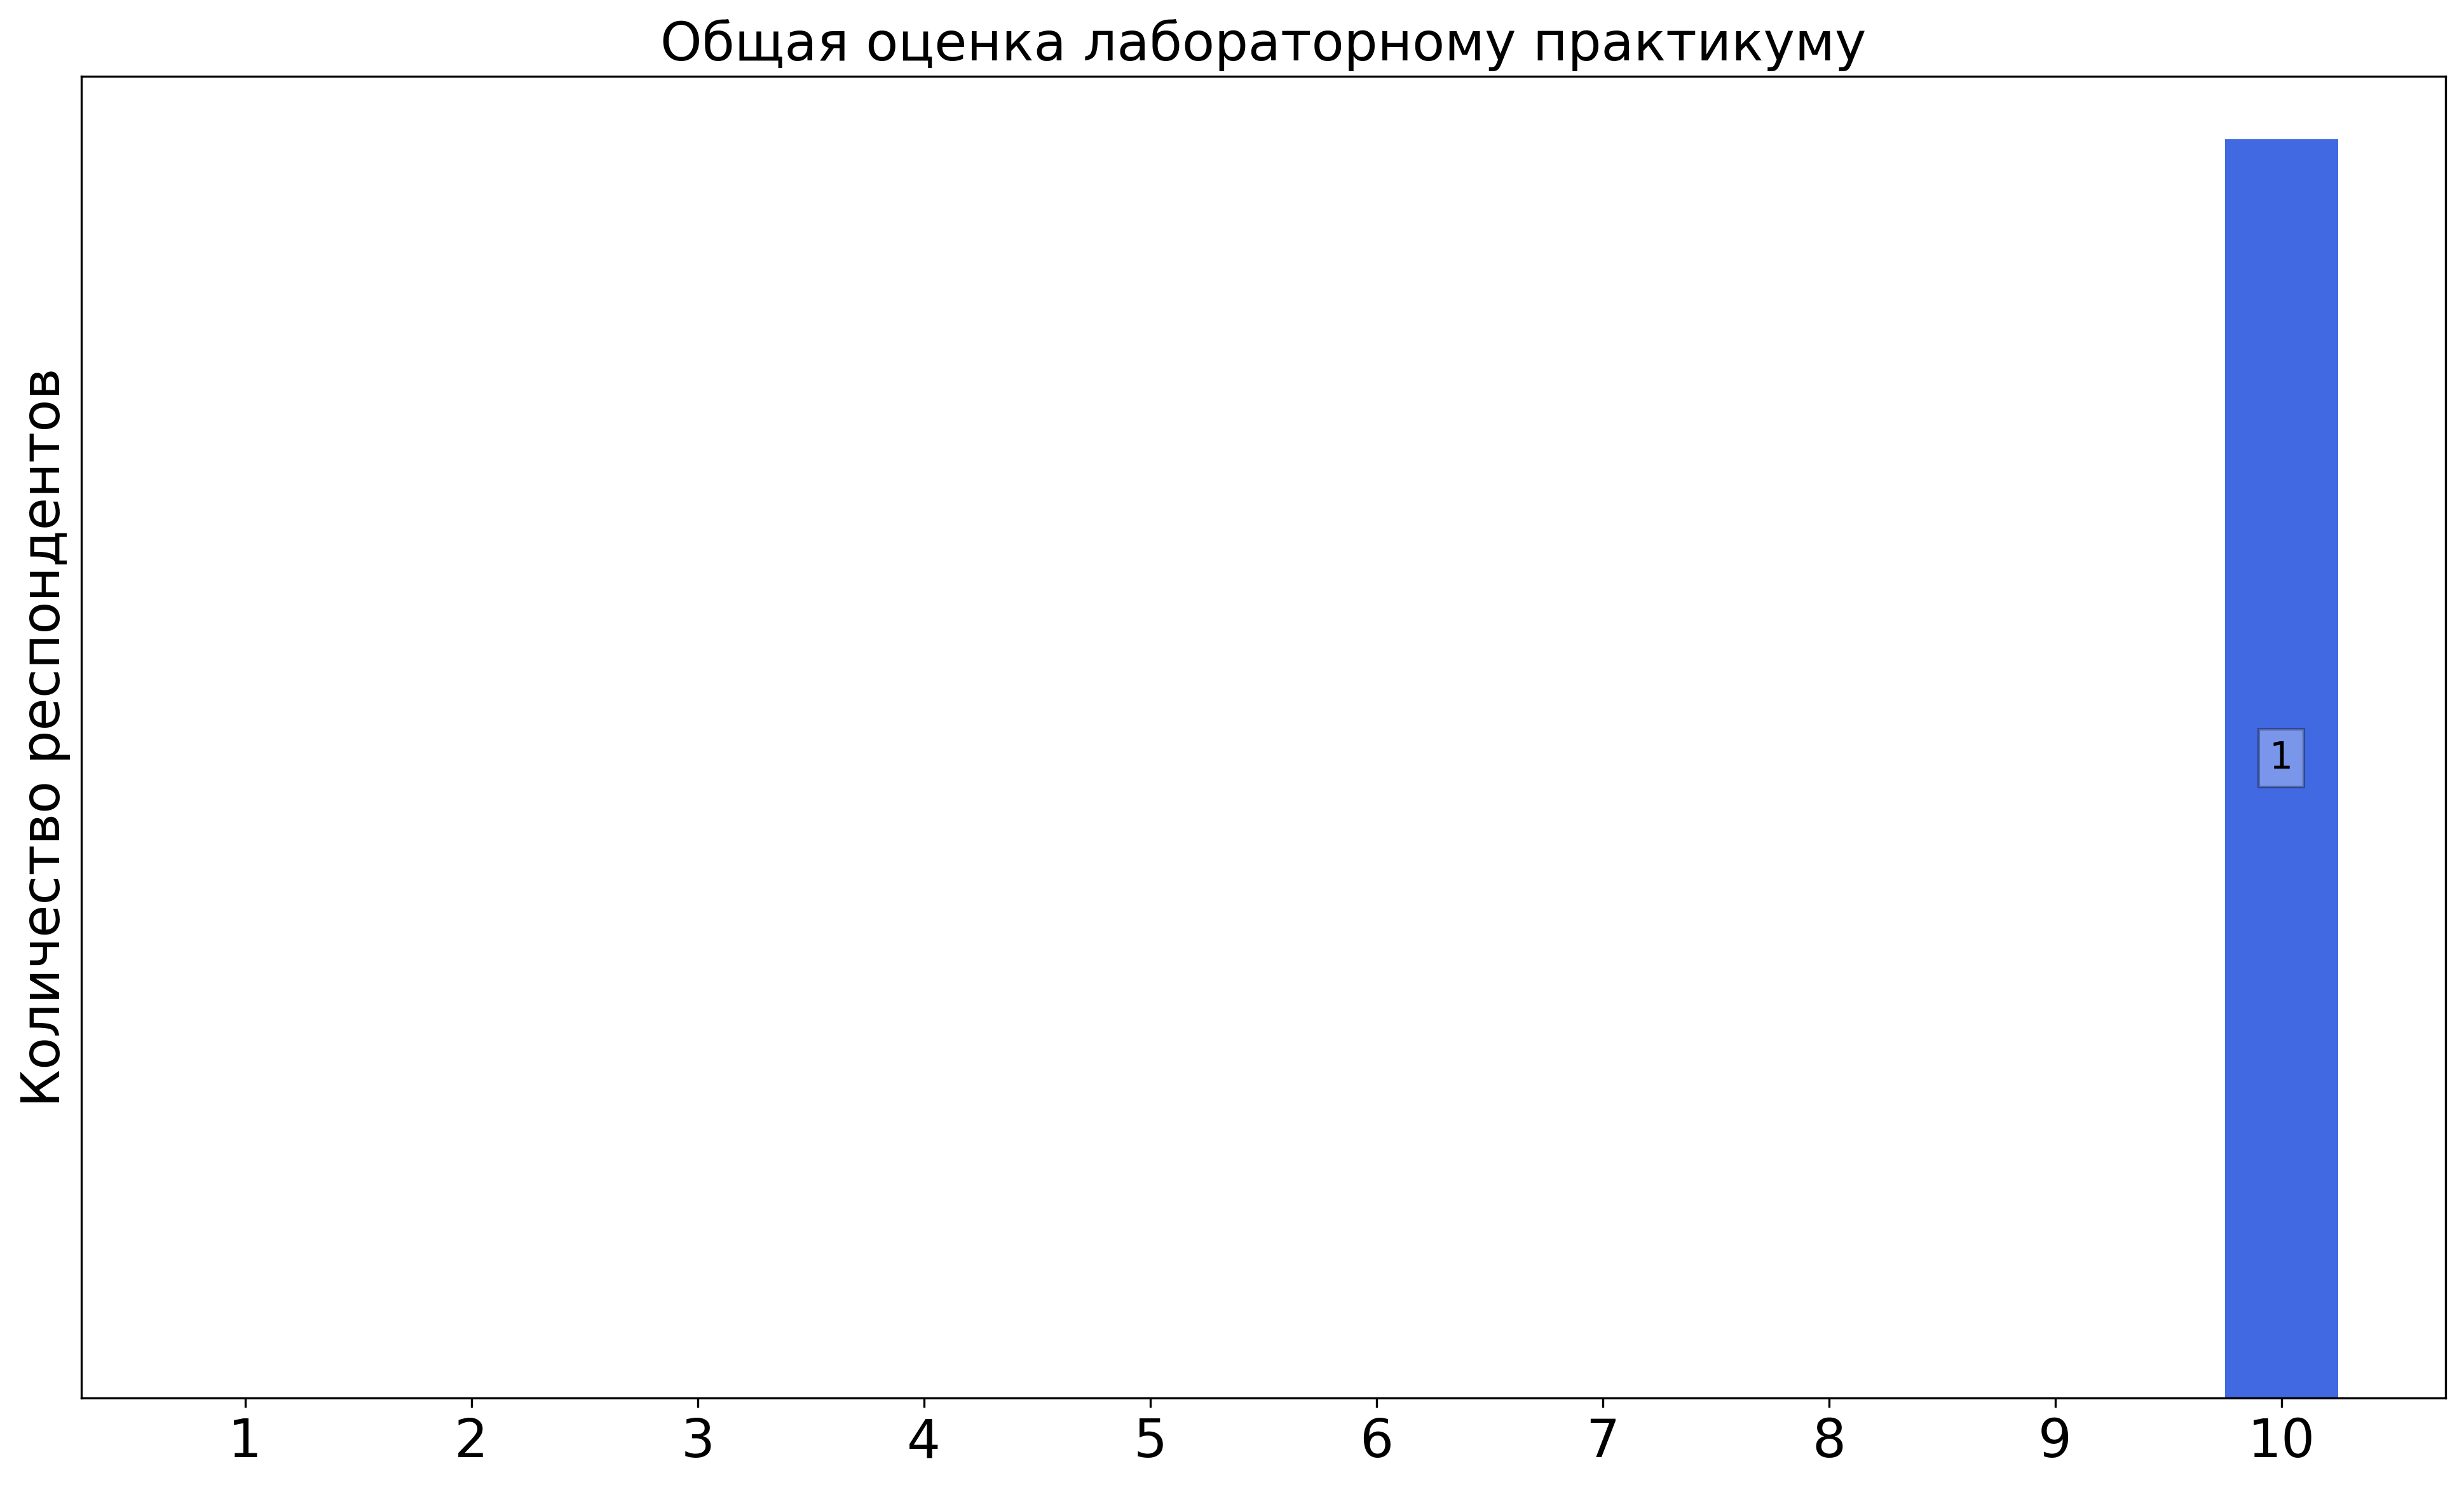 Общая оценка лабораторному практикуму
Количество респондентов
1
1 2 3 4 5 6 7 8 9 10